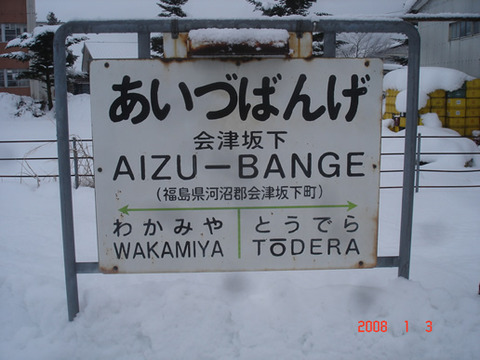 あいづばんげ
会津坂下
AIZU-BANGE
(福島県河沼郡会津坂下町)
わかみや とうでら
WAKAMIYA TŌDERA
2008 1 3